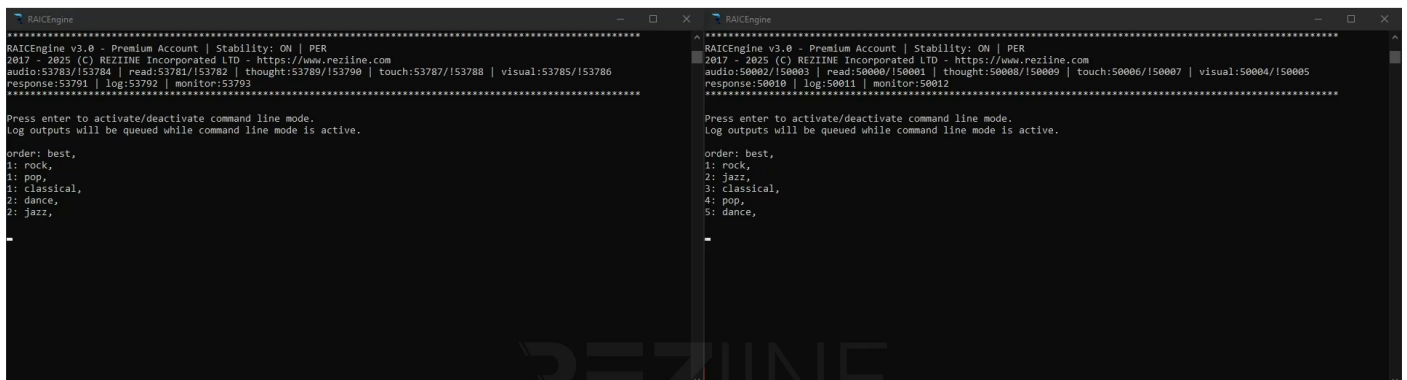 RAICEngine
*****************************************************************************************
RAICEngine v3.0 - Premium Account | Stability: ON | PER
2017 - 2025 (C) REZIINE Incorporated LTD - https://www.reziine.com
audio:53783/!53784 | read:53781/!53782 | thought:53789/!53790 | touch:53787/!53788 | visual:53785/!53786
response:53791 | log:53792 | monitor:53793
*****************************************************************************************
Press enter to activate/deactivate command line mode.
Log outputs will be queued while command line mode is active.
order: best,
1: rock,
1: pop,
1: classical,
2: dance,
2: jazz,
RAICEngine
*****************************************************************************************
RAICEngine v3.0 - Premium Account | Stability: ON | PER
2017 - 2025 (C) REZIINE Incorporated LTD - https://www.reziine.com
audio:50002/!50003 | read:50000/!50001 | thought:50008/!50009 | touch:50006/!50007 | visual:50004/!50005
response:50010 | log:50011 | monitor:50012
*****************************************************************************************
Press enter to activate/deactivate command line mode.
Log outputs will be queued while command line mode is active.
order: best,
1: rock,
2: jazz,
3: classical,
4: pop,
5: dance,
REZIINE